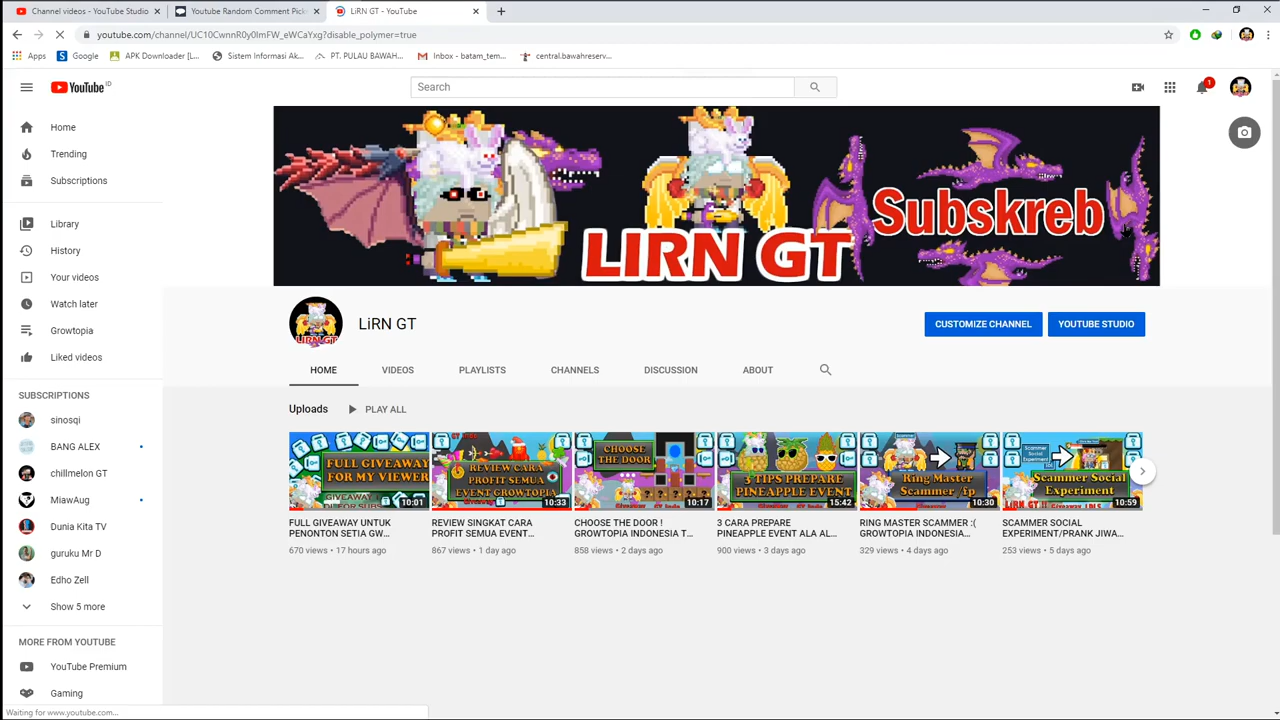 Channel videos - YouTube Studio
Youtube Random Comment Pick
LiRN GT - YouTube
youtube.com/channel/UC10CwnnR0y0ImFW_eWCaYxg?disable_polymer=true
Apps
Google
APK Downloader [L...
Sistem Informasi Ak...
PT. PULAU BAWAH...
Inbox - batam_tem...
central.bawahreserv...
YouTube ID
Search
1
Home
Trending
Subscriptions
Library
History
Your videos
Watch later
Growtopia
Liked videos
SUBSCRIPTIONS
sinosqi
BANG ALEX
chillmelon GT
MiawAug
Dunia Kita TV
guruku Mr D
Edho Zell
Show 5 more
MORE FROM YOUTUBE
YouTube Premium
Gaming
LIRN GT
Subskreb
LIRN GT
LiRN GT
CUSTOMIZE CHANNEL
YOUTUBE STUDIO
HOME
VIDEOS
PLAYLISTS
CHANNELS
DISCUSSION
ABOUT
Uploads
PLAY ALL
FULL GIVEAWAY
FOR MY VIEWER
GIVEAWAY
10:01
FULL GIVEAWAY UNTUK
PENONTON SETIA GW...
670 views • 17 hours ago
REVIEW CARA
PROFIT SEMUA
EVENT GROWTOPIA
10:33
REVIEW SINGKAT CARA
PROFIT SEMUA EVENT...
867 views • 1 day ago
CHOOSE
THE DOOR
10:17
CHOOSE THE DOOR !
GROWTOPIA INDONESIA T...
858 views • 2 days ago
3 TIPS PREPARE
PINEAPPLE EVENT
15:42
3 CARA PREPARE
PINEAPPLE EVENT ALA AL...
900 views • 3 days ago
Scammer
Ring Master
Scammer /ip
10:30
RING MASTER SCAMMER :(
GROWTOPIA INDONESIA...
329 views • 4 days ago
Scammer
Social
Experiment
Scammer Social
Experiment
10:59
SCAMMER SOCIAL
EXPERIMENT/PRANK JIWA...
253 views • 5 days ago
Waiting for www.youtube.com...